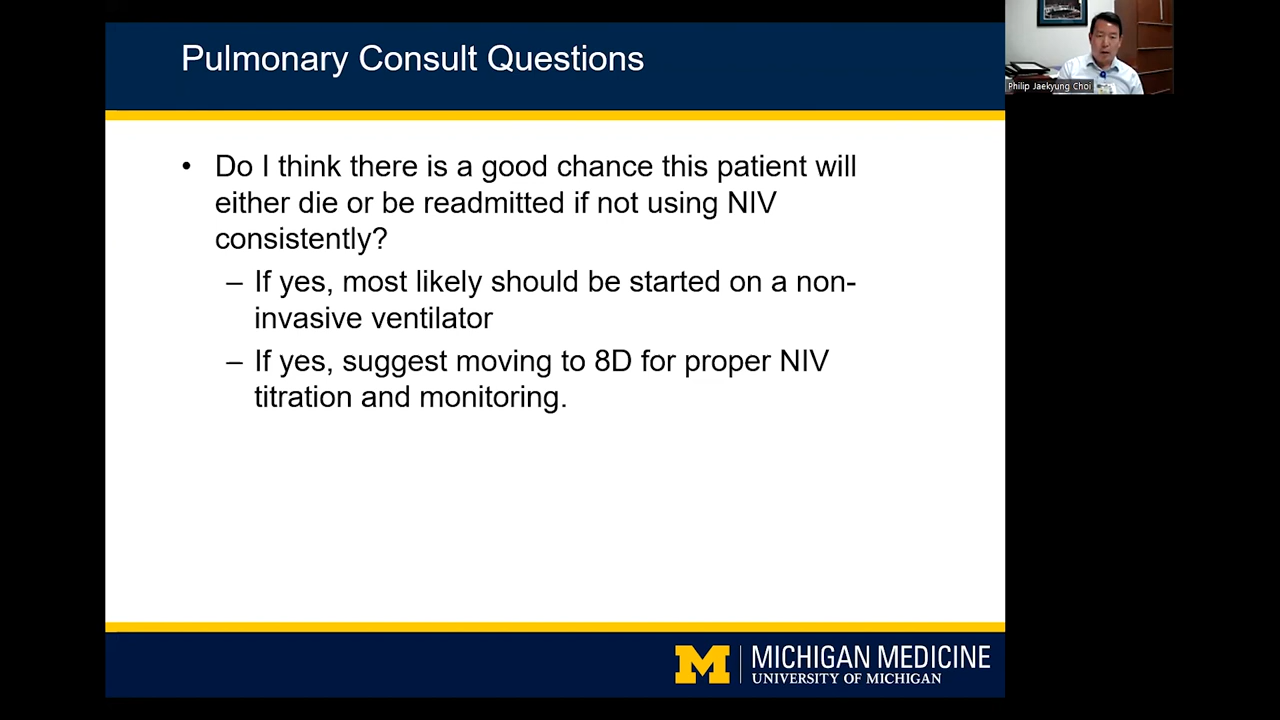 Pulmonary Consult Questions
Philip Jaekyung Choi
• Do I think there is a good chance this patient will
either die or be readmitted if not using NIV
consistently?
– If yes, most likely should be started on a non-
invasive ventilator
– If yes, suggest moving to 8D for proper NIV
titration and monitoring.
M
MICHIGAN MEDICINE
UNIVERSITY OF MICHIGAN